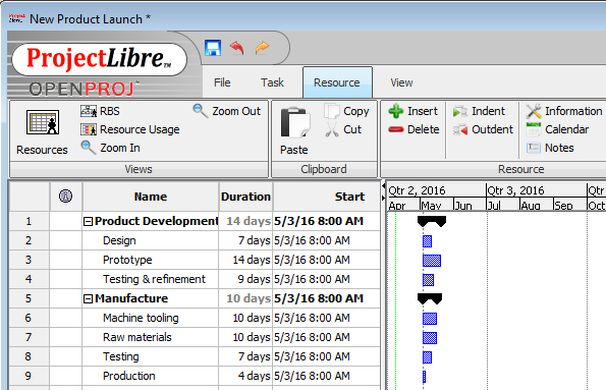 New Product Launch *
ProjectLibre™
OPENPROJ™
File Task Resource View
Resources
RBS
Resource Usage
Zoom In
Zoom Out
Views
Paste
Copy
Cut
Clipboard
Insert
Delete
Indent
Outdent
Information
Calendar
Notes
Resource
Name Duration Start
Qtr 2, 2016 Qtr 3, 2016 Qtr
Apr May Jun Jul Aug Sep Oct
1 Product Development 14 days 5/3/16 8:00 AM
2 Design 7 days 5/3/16 8:00 AM
3 Prototype 14 days 5/3/16 8:00 AM
4 Testing & refinement 9 days 5/3/16 8:00 AM
5 Manufacture 10 days 5/3/16 8:00 AM
6 Machine tooling 10 days 5/3/16 8:00 AM
7 Raw materials 10 days 5/3/16 8:00 AM
8 Testing 7 days 5/3/16 8:00 AM
9 Production 4 days 5/3/16 8:00 AM